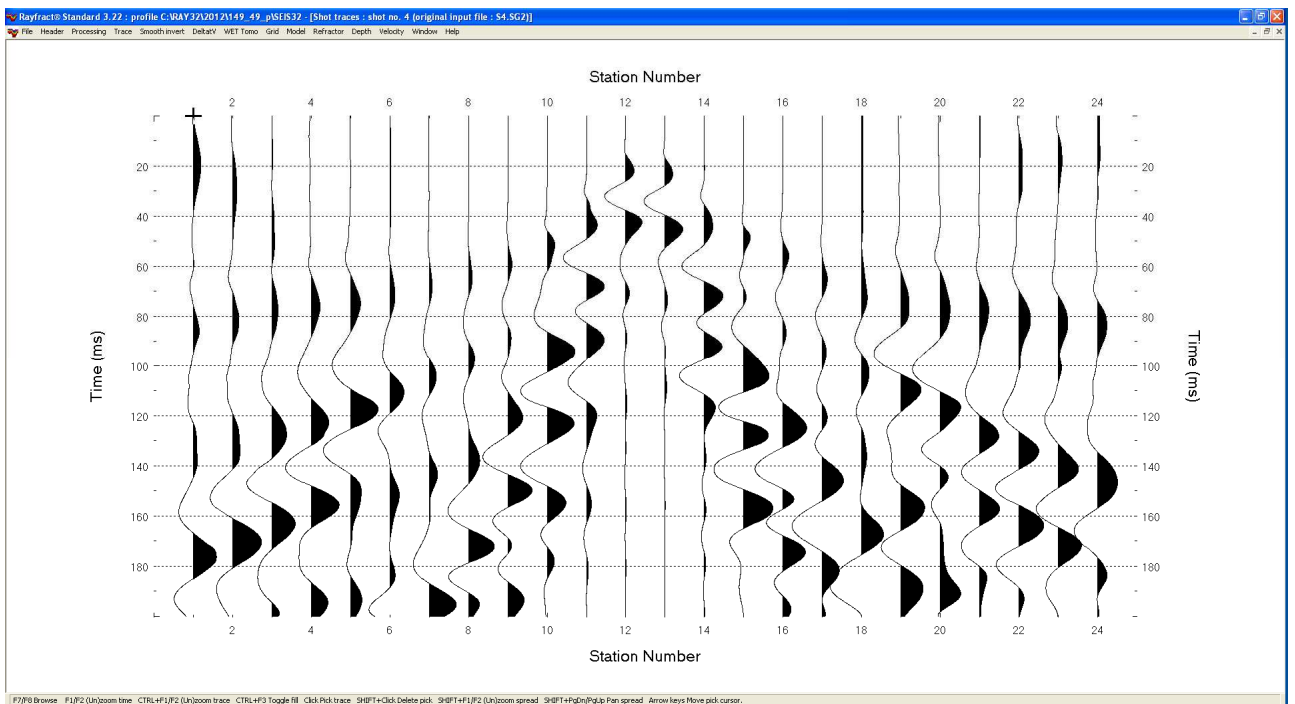 Rayfract® Standard 3.22 : profile C:\RAY32\2012\149_49_p\SEIS32 - [Shot traces : shot no. 4 (original input file : S4.SG2)]
File Header Processing Trace Smooth invert DeltatV WET Tomo Grid Model Refractor Depth Velocity Window Help
Station Number
2 4 6 8 10 12 14 16 18 20 22 24
20 20
40 40
60 60
80 80
Time (ms) Time (ms)
100 100
120 120
140 140
160 160
180 180
2 4 6 8 10 12 14 16 18 20 22 24
Station Number
F7/F8 Browse F1/F2 (Un)zoom time CTRL+F1/F2 (Un)zoom trace CTRL+F3 Toggle fill Click Pick trace SHIFT+Click Delete pick SHIFT+F1/F2 (Un)zoom spread SHIFT+PgDn/PgUp Pan spread Arrow keys Move pick cursor.